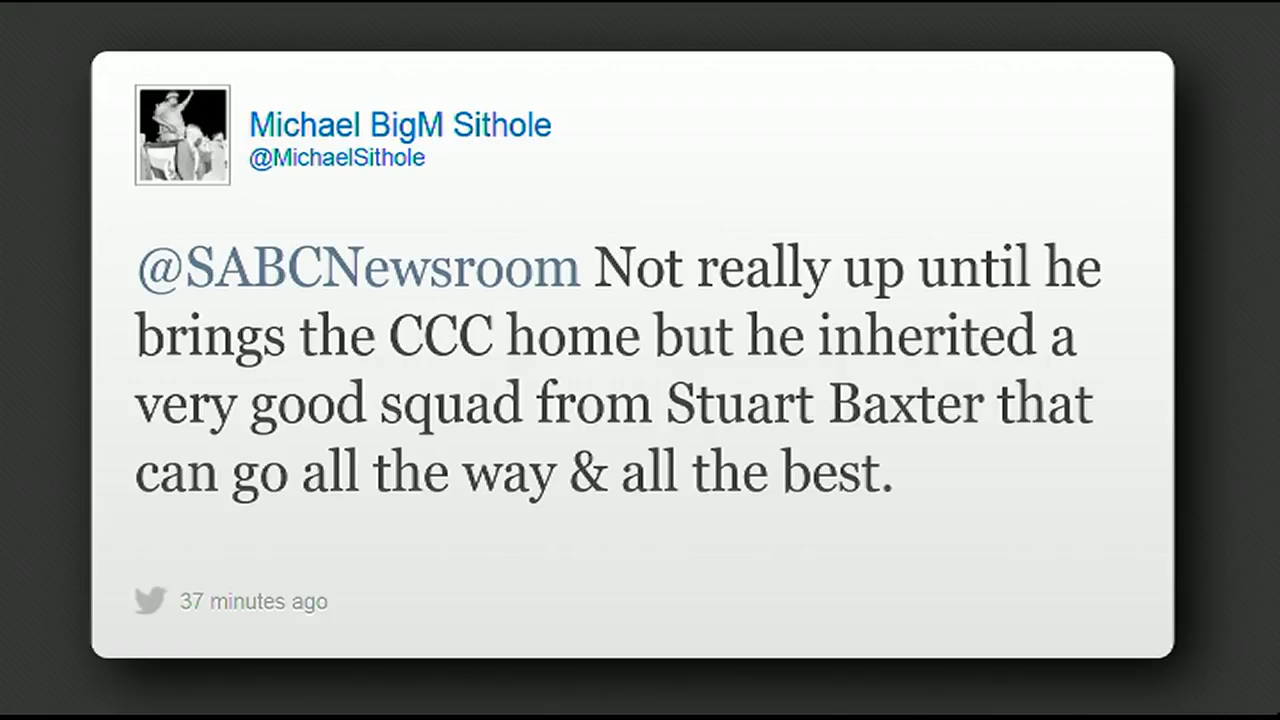 Michael BigM Sithole
@MichaelSithole
@SABCNewsroom Not really up until he
brings the CCC home but he inherited a
very good squad from Stuart Baxter that
can go all the way & all the best.
37 minutes ago